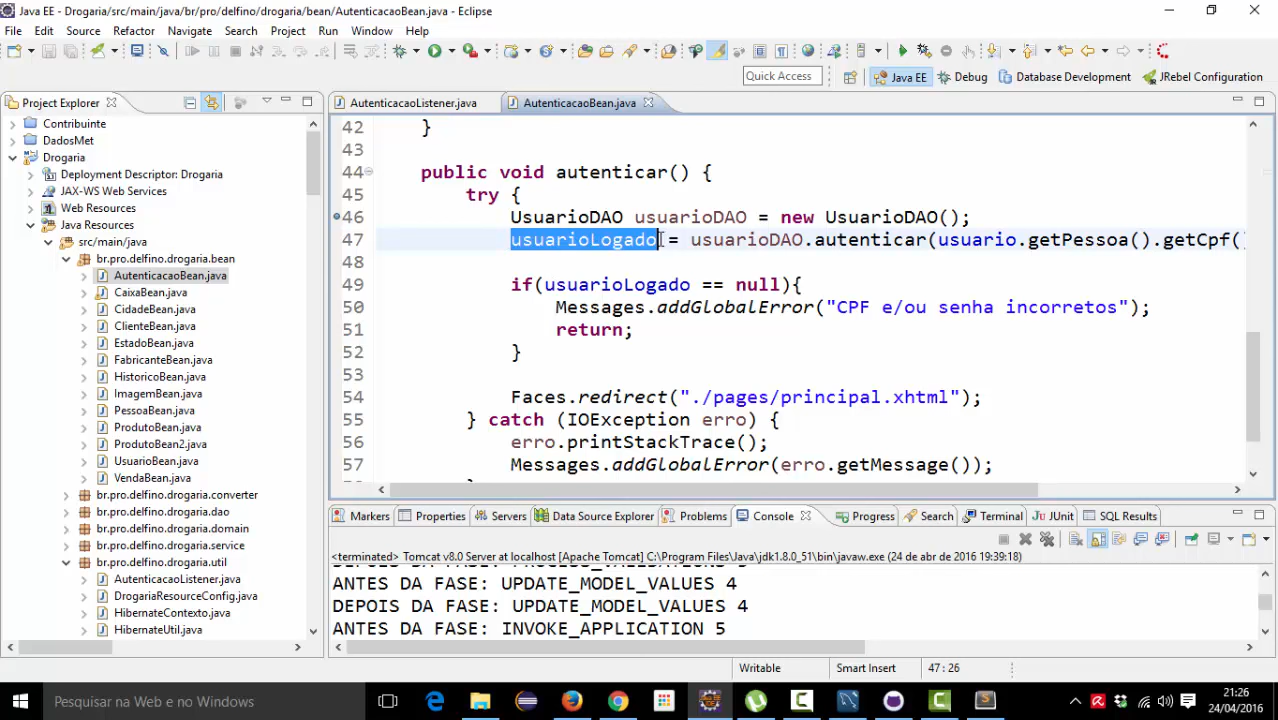 Java EE - Drogaria/src/main/java/br/pro/delfino/drogaria/bean/AutenticacaoBean.java - Eclipse
File Edit Source Refactor Navigate Search Project Run Window Help
Quick Access
Java EE
Debug
Database Development
JRebel Configuration
Project Explorer
AutenticacaoListener.java
AutenticacaoBean.java
Contribuinte
DadosMet
Drogaria
Deployment Descriptor: Drogaria
JAX-WS Web Services
Web Resources
Java Resources
src/main/java
br.pro.delfino.drogaria.bean
AutenticacaoBean.java
CaixaBean.java
CidadeBean.java
ClienteBean.java
EstadoBean.java
FabricanteBean.java
HistoricoBean.java
ImagemBean.java
PessoaBean.java
ProdutoBean.java
ProdutoBean2.java
UsuarioBean.java
VendaBean.java
br.pro.delfino.drogaria.converter
br.pro.delfino.drogaria.dao
br.pro.delfino.drogaria.domain
br.pro.delfino.drogaria.service
br.pro.delfino.drogaria.util
AutenticacaoListener.java
DrogariaResourceConfig.java
HibernateContexto.java
HibernateUtil.java
42 }
43
44 public void autenticar() {
45 try {
46 UsuarioDAO usuarioDAO = new UsuarioDAO();
47 usuarioLogado = usuarioDAO.autenticar(usuario.getPessoa().getCpf()
49 if(usuarioLogado == null){
50 Messages.addGlobalError("CPF e/ou senha incorretos");
51 return;
52 }
53
54 Faces.redirect("./pages/principal.xhtml");
55 } catch (IOException erro) {
56 erro.printStackTrace();
57 Messages.addGlobalError(erro.getMessage());
Markers Properties Servers Data Source Explorer Problems Console Progress Search Terminal JUnit SQL Results
<terminated> Tomcat v8.0 Server at localhost [Apache Tomcat] C:\Program Files\Java\jdk1.8.0_51\bin\javaw.exe (24 de abr de 2016 19:39:18)
ANTES DA FASE: UPDATE_MODEL_VALUES 4
DEPOIS DA FASE: UPDATE_MODEL_VALUES 4
ANTES DA FASE: INVOKE_APPLICATION 5
Writable
Smart Insert
47 : 26
Pesquisar na Web e no Windows
21:26
24/04/2016